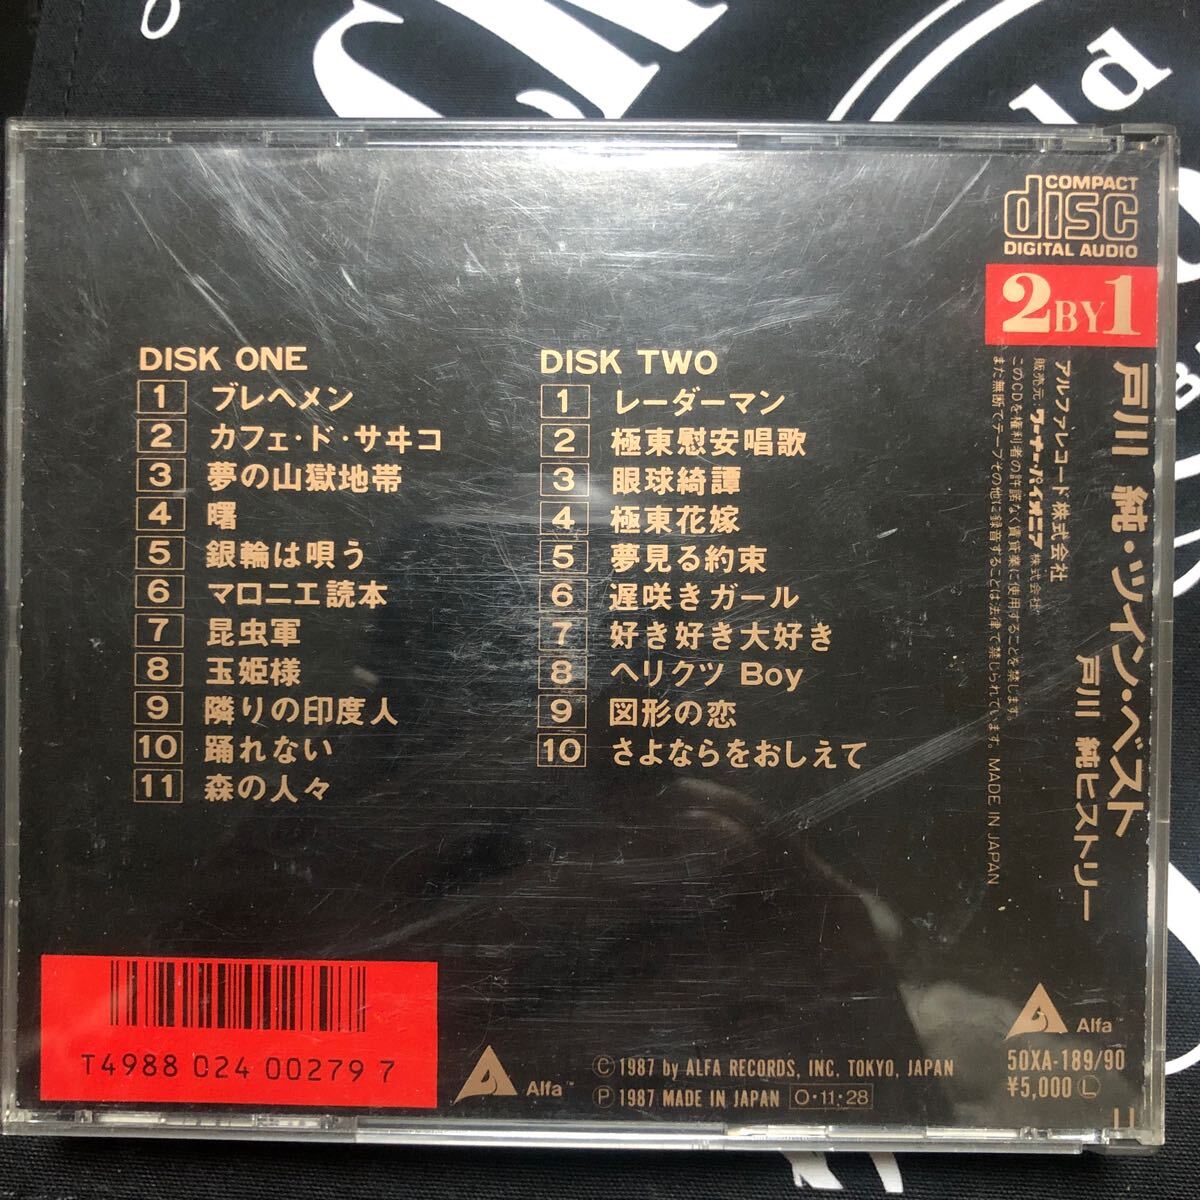 COMPACT
disc
DIGITAL AUDIO
2BY1
DISK ONE
1 ブレヘメン
2 カフェ・ド・サヰコ
3 夢の山獄地帯
4 曙
5 銀輪は唄う
6 マロニエ読本
7 昆虫軍
8 玉姫様
9 隣りの印度人
10 踊れない
11 森の人々
DISK TWO
1 レーダーマン
2 極東慰安唱歌
3 眼球綺譚
4 極東花嫁
5 夢見る約束
6 遅咲きガール
7 好き好き大好き
8 ヘリクツ Boy
9 図形の恋
10 さよならをおしえて
戸川 純・ツイン・ベスト
戸川 純ヒストリー
アルファレコード株式会社
販売元:ワーナー・パイオニア株式会社
このCDを権利者の許諾なく賃貸業に使用することを禁じます。
また無断でテープその他に録音することは法律で禁じられています。 MADE IN JAPAN
T4988 024 00279 7
Alfa™
Ⓒ1987 by ALFA RECORDS, INC. TOKYO, JAPAN
Ⓟ1987 MADE IN JAPAN O・11・28
Alfa™
50XA-189/90
¥5,000 Ⓛ